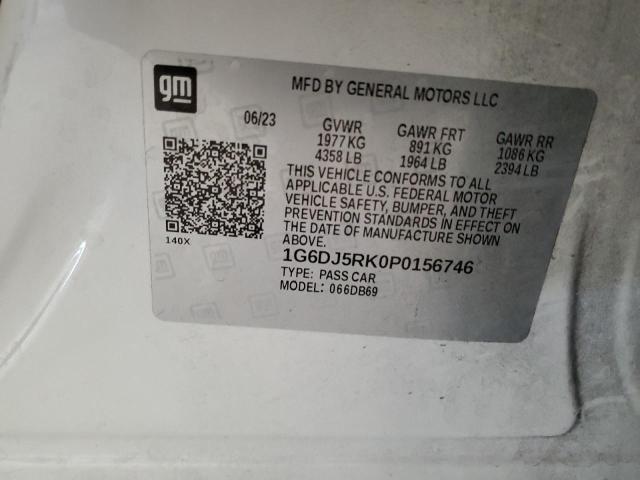 gm
MFD BY GENERAL MOTORS LLC
06/23 GVWR GAWR FRT GAWR RR
1977 KG 891 KG 1086 KG
4358 LB 1964 LB 2394 LB
THIS VEHICLE CONFORMS TO ALL
APPLICABLE U.S. FEDERAL MOTOR
VEHICLE SAFETY, BUMPER, AND THEFT
PREVENTION STANDARDS IN EFFECT ON
THE DATE OF MANUFACTURE SHOWN
ABOVE.
140X
1G6DJ5RK0P0156746
TYPE: PASS CAR
MODEL: 066DB69